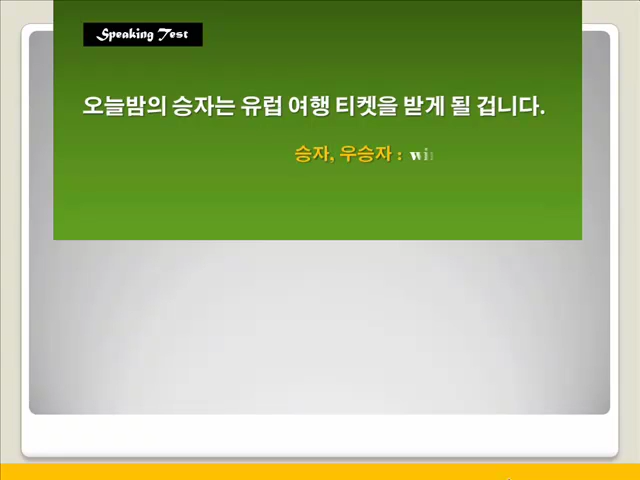 Speaking Test
오늘밤의 승자는 유럽 여행 티켓을 받게 될 겁니다.
승자, 우승자 : win